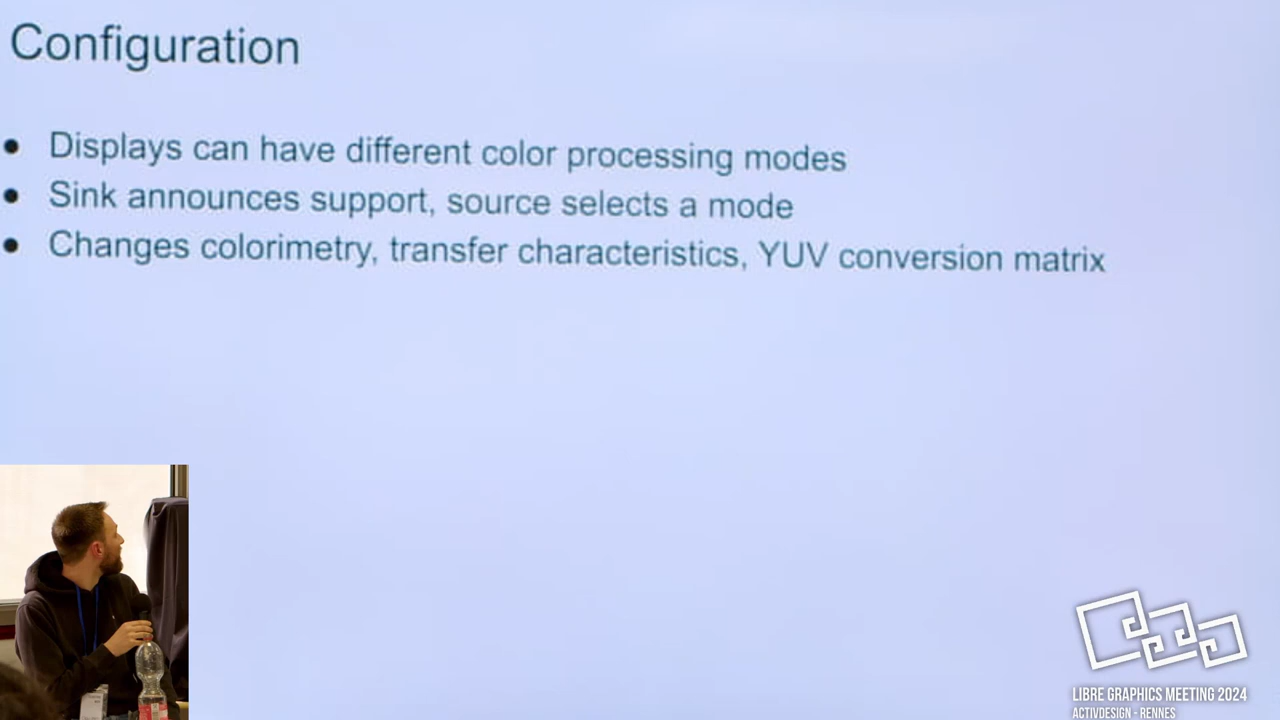 Configuration
● Displays can have different color processing modes
● Sink announces support, source selects a mode
● Changes colorimetry, transfer characteristics, YUV conversion matrix
LIBRE GRAPHICS MEETING 2024
ACTIVDESIGN - RENNES